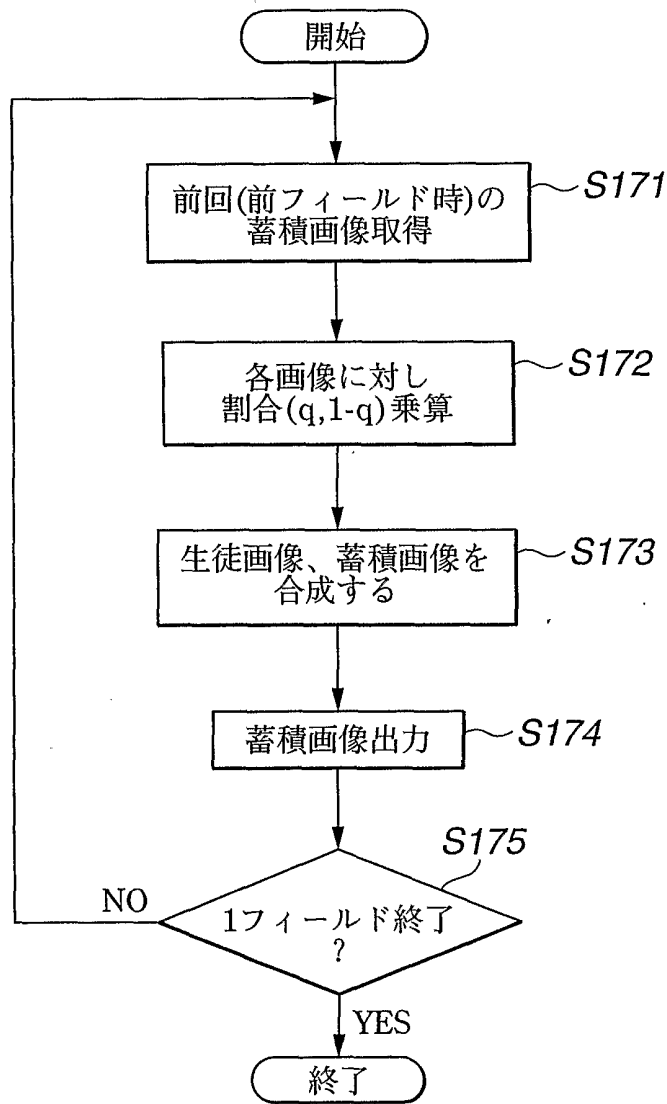 開始
前回(前フィールド時)の
蓄積画像取得
S171
各画像に対し
割合(q,1-q)乗算
S172
生徒画像、蓄積画像を
合成する
S173
蓄積画像出力
S174
S175
NO
1フィールド終了
?
YES
終了